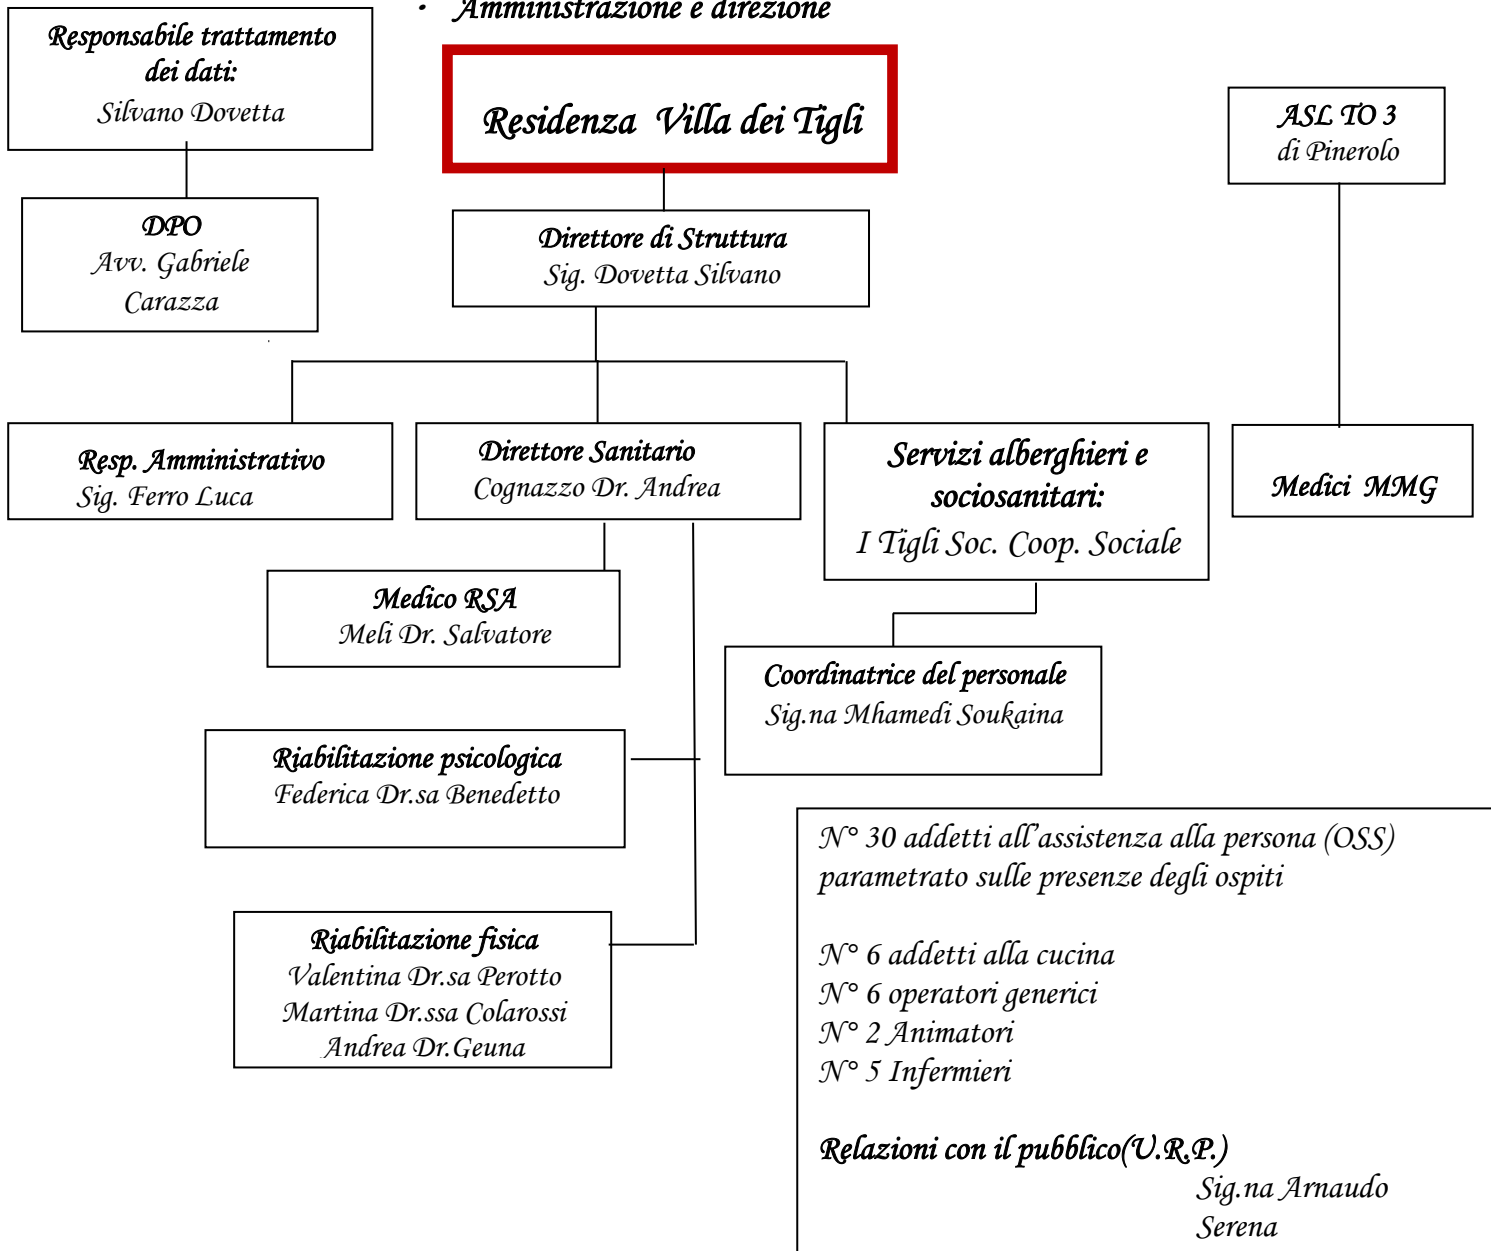 · Amministrazione e direzione
Responsabile trattamento
dei dati:
Silvano Dovetta
Residenza Villa dei Tigli
ASL TO 3
di Pinerolo
DPO
Avv. Gabriele
Carazza
Direttore di Struttura
Sig. Dovetta Silvano
Resp. Amministrativo
Sig. Ferro Luca
Direttore Sanitario
Cognazzo Dr. Andrea
Servizi alberghieri e
sociosanitari:
I Tigli Soc. Coop. Sociale
Medici MMG
Medico RSA
Meli Dr. Salvatore
Coordinatrice del personale
Sig.na Mhamedi Soukaina
Riabilitazione psicologica
Federica Dr.sa Benedetto
Riabilitazione fisica
Valentina Dr.sa Perotto
Martina Dr.ssa Colarossi
Andrea Dr.Geuna
N° 30 addetti all'assistenza alla persona (OSS)
parametrato sulle presenze degli ospiti
N° 6 addetti alla cucina
N° 6 operatori generici
N° 2 Animatori
N° 5 Infermieri
Relazioni con il pubblico(U.R.P.)
Sig.na Arnaudo
Serena